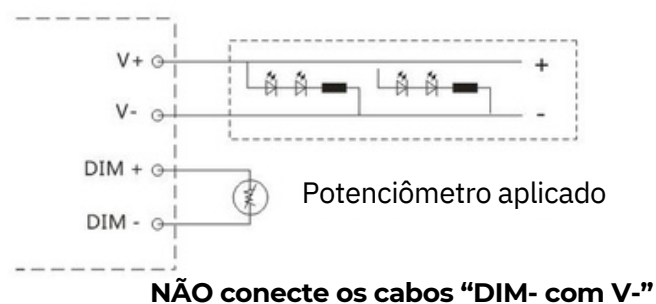 V+
+
V-
-
DIM +
Potenciômetro aplicado
DIM -
NÃO conecte os cabos “DIM- com V-”